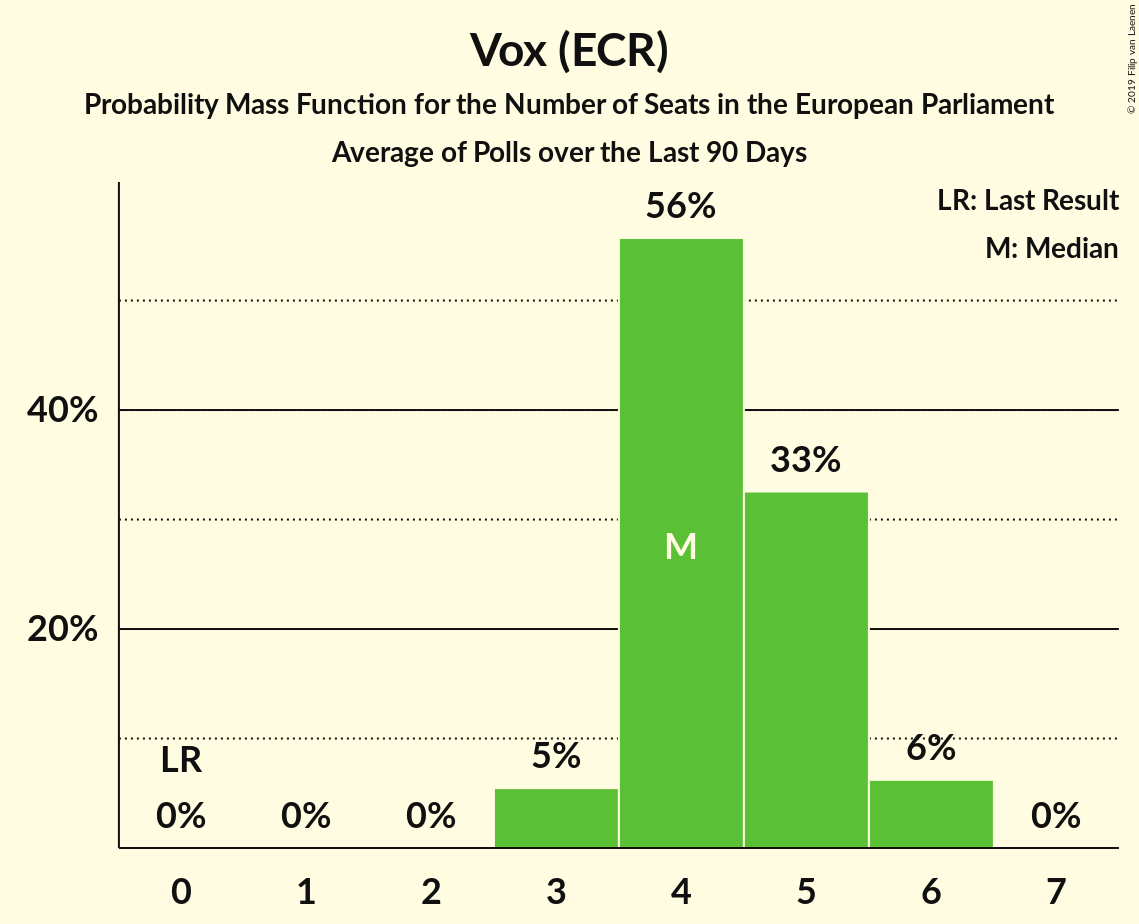 Vox (ECR)
Probability Mass Function for the Number of Seats in the European Parliament
Average of Polls over the Last 90 Days
© 2019 Filip van Laenen
LR: Last Result
M: Median
56%
40%
33%
M
20%
LR
5%
6%
0%
0%
0%
0%
0 1 2 3 4 5 6 7